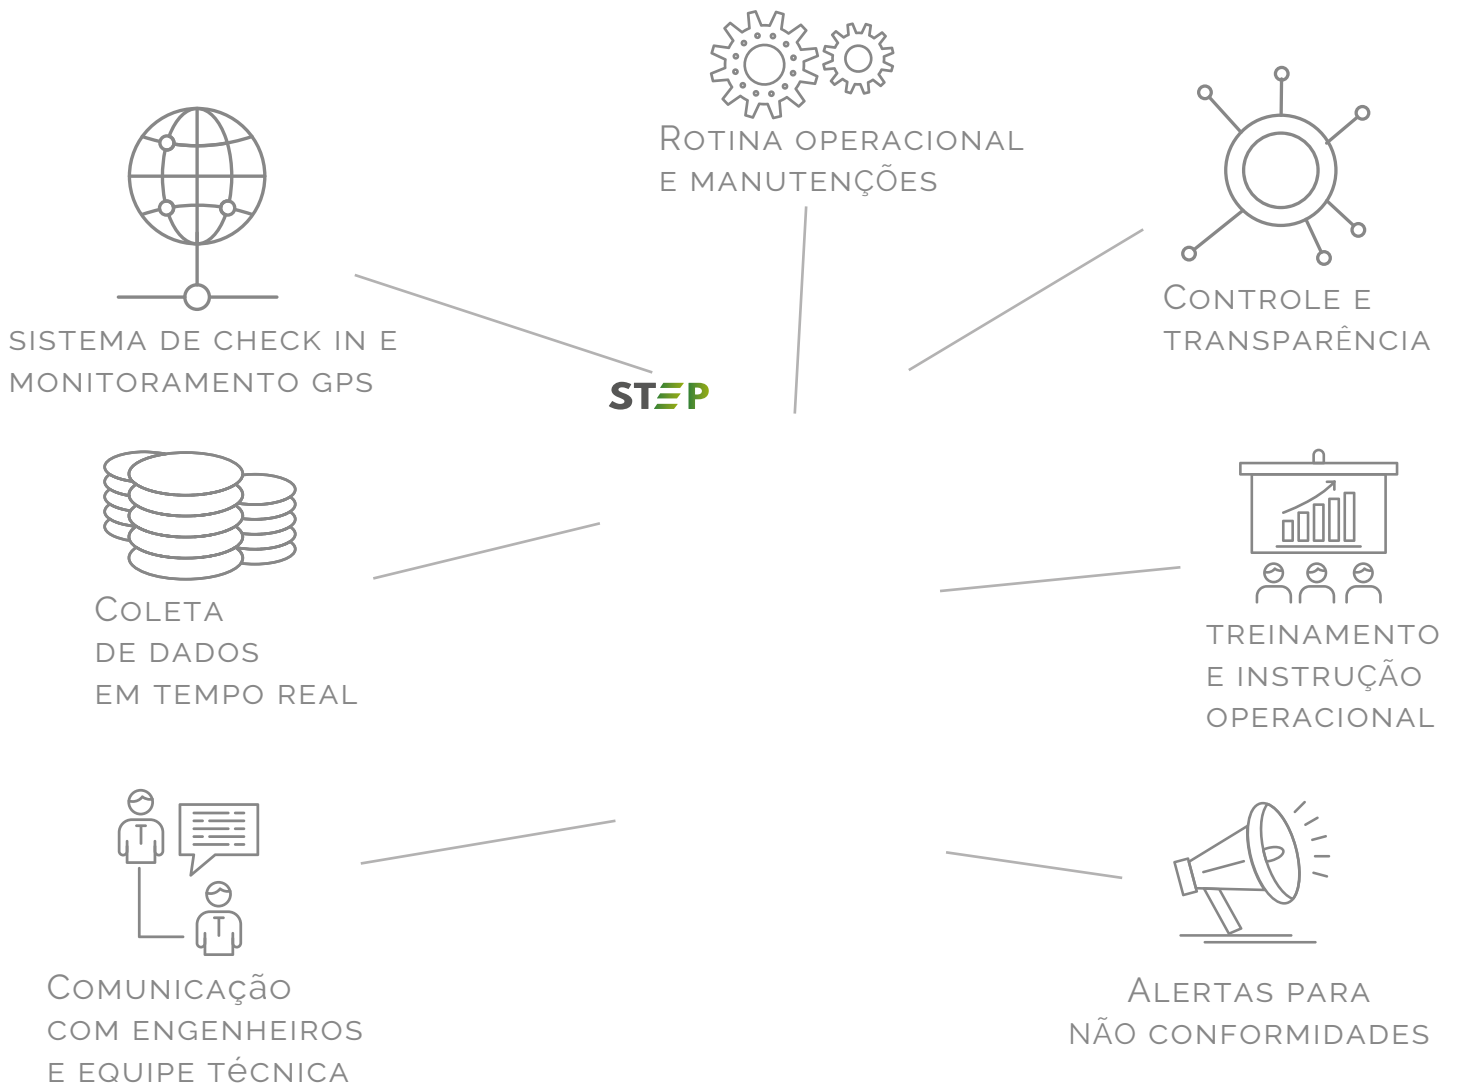 Rotina operacional
e manutenções
Controle e
transparência
sistema de check in e
monitoramento GPS
STEP
Coleta
de dados
em tempo real
treinamento
e instrução
operacional
Comunicação
com engenheiros
e equipe técnica
Alertas para
não conformidades